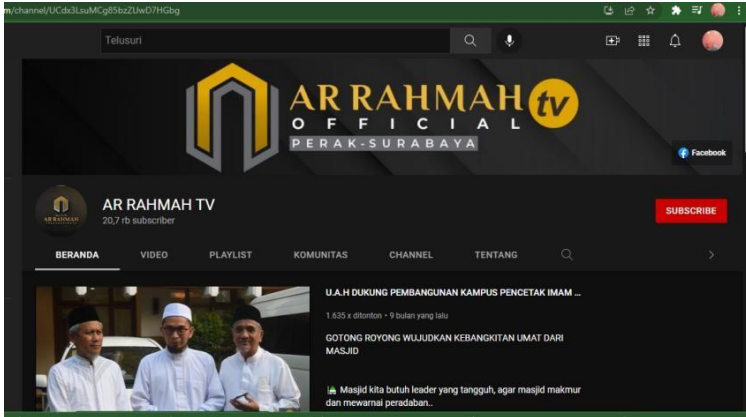 m/channel/UCdx3LsuMCg85bzZUwD7HGbg
Telusuri
AR RAHMAH tv
OFFICIAL
PERAK-SURABAYA
Facebook
AR RAHMAH
AR RAHMAH TV
20,7 rb subscriber
SUBSCRIBE
BERANDA VIDEO PLAYLIST KOMUNITAS CHANNEL TENTANG
U.A.H DUKUNG PEMBANGUNAN KAMPUS PENCETAK IMAM ...
1.635 x ditonton • 9 bulan yang lalu
GOTONG ROYONG WUJUDKAN KEBANGKITAN UMAT DARI
MASJID
Masjid kita butuh leader yang tangguh, agar masjid makmur
dan mewarnai peradaban..